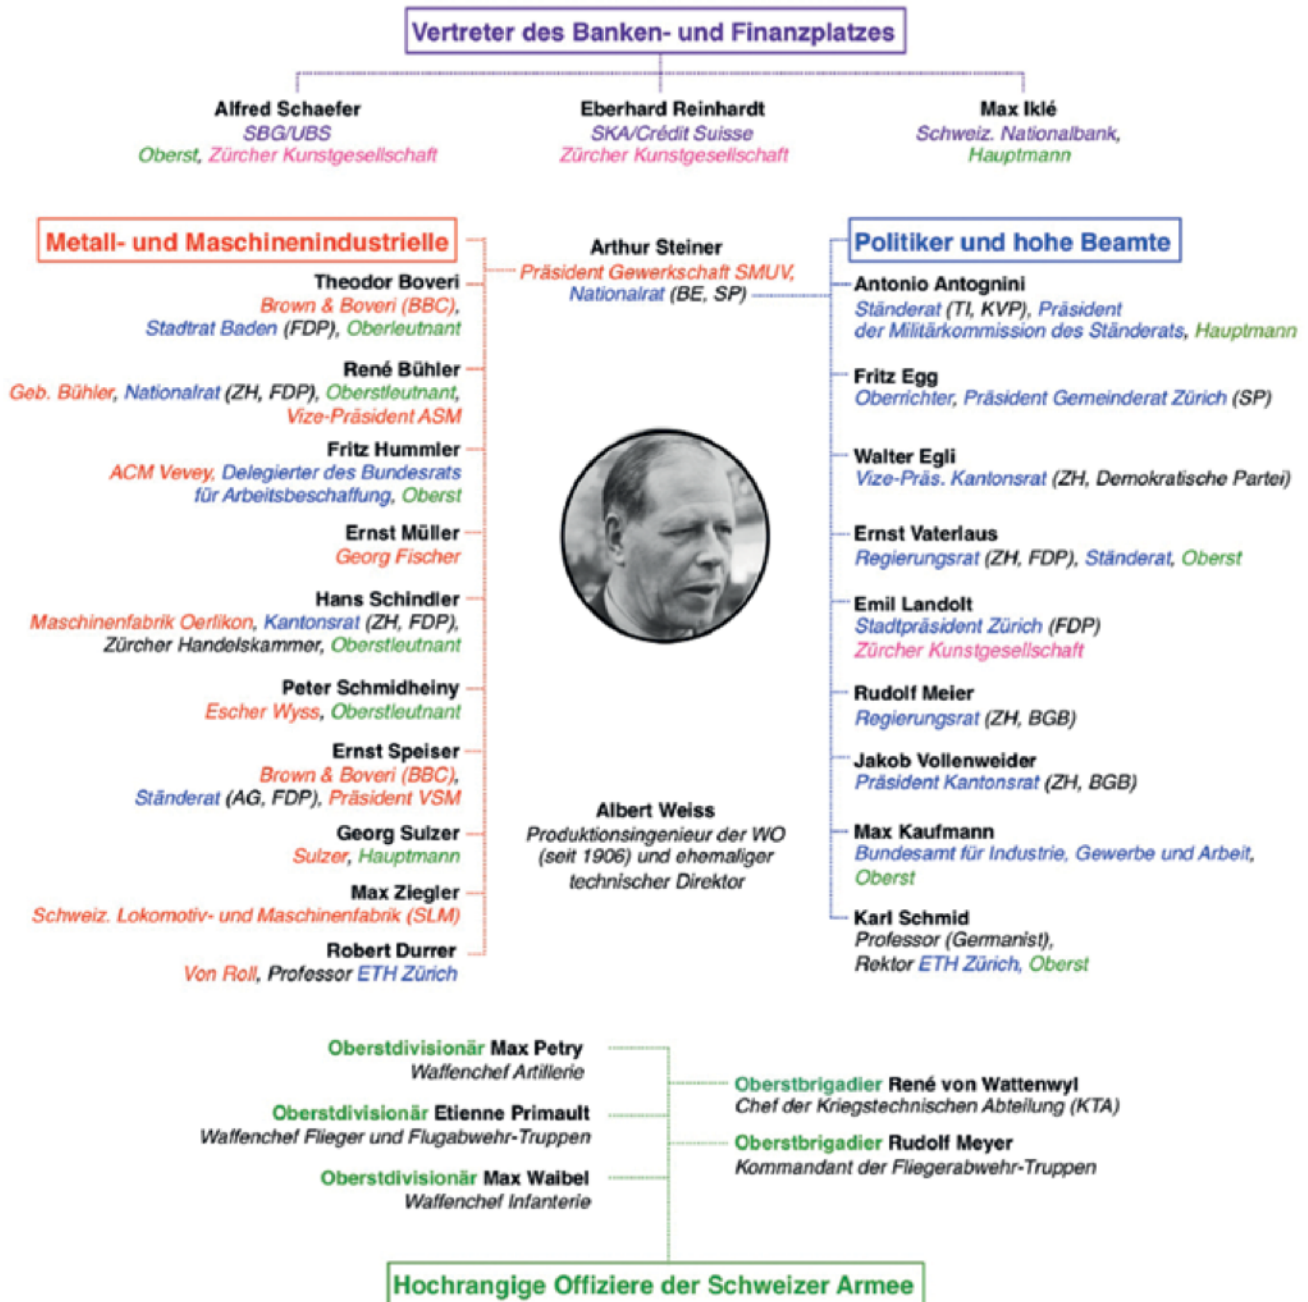 Vertreter des Banken- und Finanzplatzes
Alfred Schaefer
SBG/UBS
Oberst, Zürcher Kunstgesellschaft
Eberhard Reinhardt
SKA/Crédit Suisse
Zürcher Kunstgesellschaft
Max Iklé
Schweiz. Nationalbank,
Hauptmann
Metall- und Maschinenindustrielle
Theodor Boveri
Brown & Boveri (BBC),
Stadtrat Baden (FDP), Oberleutnant
René Bühler
Geb. Bühler, Nationalrat (ZH, FDP), Oberstleutnant,
Vize-Präsident ASM
Fritz Hummler
ACM Vevey, Delegierter des Bundesrats
für Arbeitsbeschaffung, Oberst
Ernst Müller
Georg Fischer
Hans Schindler
Maschinenfabrik Oerlikon, Kantonsrat (ZH, FDP),
Zürcher Handelskammer, Oberstleutnant
Peter Schmidheiny
Escher Wyss, Oberstleutnant
Ernst Speiser
Brown & Boveri (BBC),
Ständerat (AG, FDP), Präsident VSM
Georg Sulzer
Sulzer, Hauptmann
Max Ziegler
Schweiz. Lokomotiv- und Maschinenfabrik (SLM)
Robert Durrer
Von Roll, Professor ETH Zürich
Arthur Steiner
Präsident Gewerkschaft SMUV,
Nationalrat (BE, SP)
Albert Weiss
Produktionsingenieur der WO
(seit 1906) und ehemaliger
technischer Direktor
Politiker und hohe Beamte
Antonio Antognini
Ständerat (TI, KVP), Präsident
der Militärkommission des Ständerats, Hauptmann
Fritz Egg
Oberrichter, Präsident Gemeinderat Zürich (SP)
Walter Egli
Vize-Präs. Kantonsrat (ZH, Demokratische Partei)
Ernst Vaterlaus
Regierungsrat (ZH, FDP), Ständerat, Oberst
Emil Landolt
Stadtpräsident Zürich (FDP)
Zürcher Kunstgesellschaft
Rudolf Meier
Regierungsrat (ZH, BGB)
Jakob Vollenweider
Präsident Kantonsrat (ZH, BGB)
Max Kaufmann
Bundesamt für Industrie, Gewerbe und Arbeit,
Oberst
Karl Schmid
Professor (Germanist),
Rektor ETH Zürich, Oberst
Oberstdivisionär Max Petry
Waffenchef Artillerie
Oberstdivisionär Etienne Primault
Waffenchef Flieger und Flugabwehr-Truppen
Oberstdivisionär Max Waibel
Waffenchef Infanterie
Oberstbrigadier René von Wattenwyl
Chef der Kriegstechnischen Abteilung (KTA)
Oberstbrigadier Rudolf Meyer
Kommandant der Fliegerabwehr-Truppen
Hochrangige Offiziere der Schweizer Armee